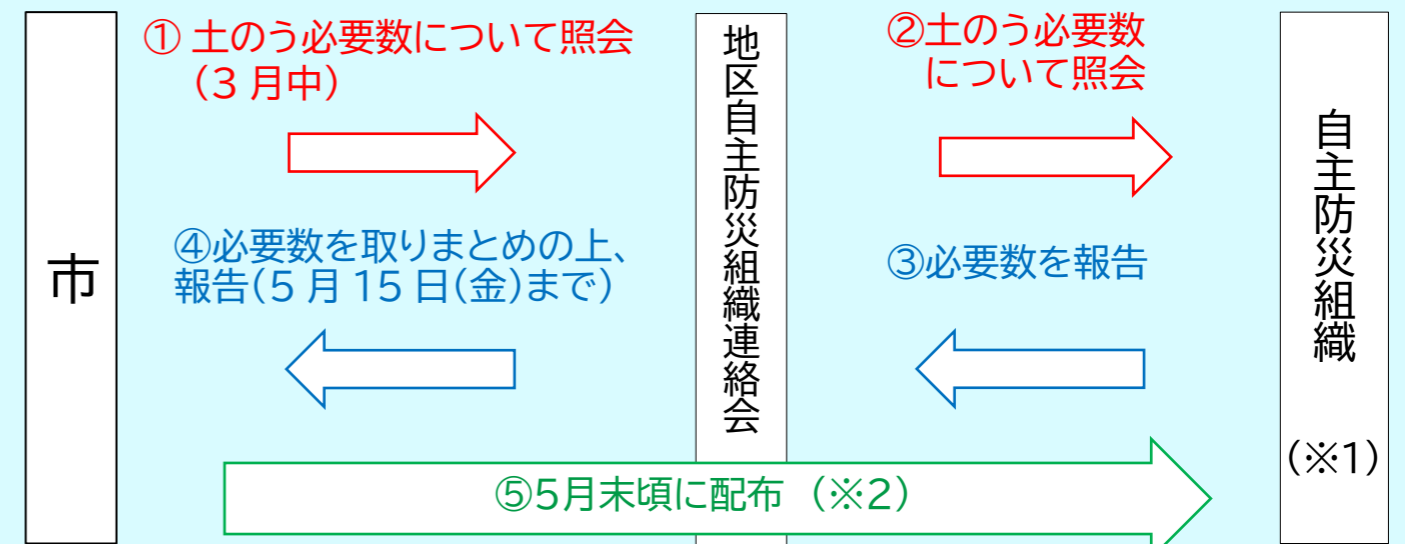 市
① 土のう必要数について照会
(3 月中)
④必要数を取りまとめの上、
報告(5 月 15 日(金)まで)
地区自主防災組織連絡会
②土のう必要数
について照会
③必要数を報告
⑤5月末頃に配布 (※2)
自主防災組織
(※1)